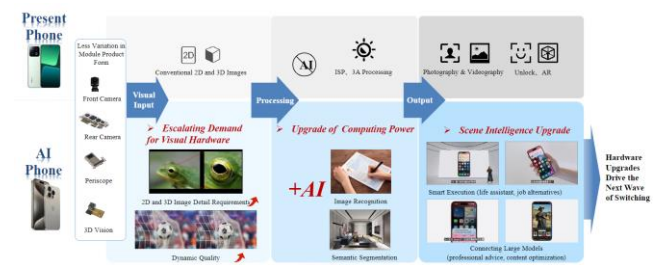 Present
Phone
Less Variation in
Module Product
Form
Front Camera
Rear Camera
Periscope
3D Vision
AI
Phone
Visual
Input
2D
Conventional 2D and 3D Images
Processing
AI
ISP、3A Processing
Output
Photography & Videography
Unlock、AR
➢ Escalating Demand
for Visual Hardware
2D and 3D Image Detail Requirements
Dynamic Quality
➢ Upgrade of Computing Power
+AI
Image Recognition
Semantic Segmentation
➢ Scene Intelligence Upgrade
Smart Execution (life assistant, job alternatives)
Connecting Large Models
(professional advice, content optimization)
Hardware
Upgrades
Drive the
Next Wave
of Switching